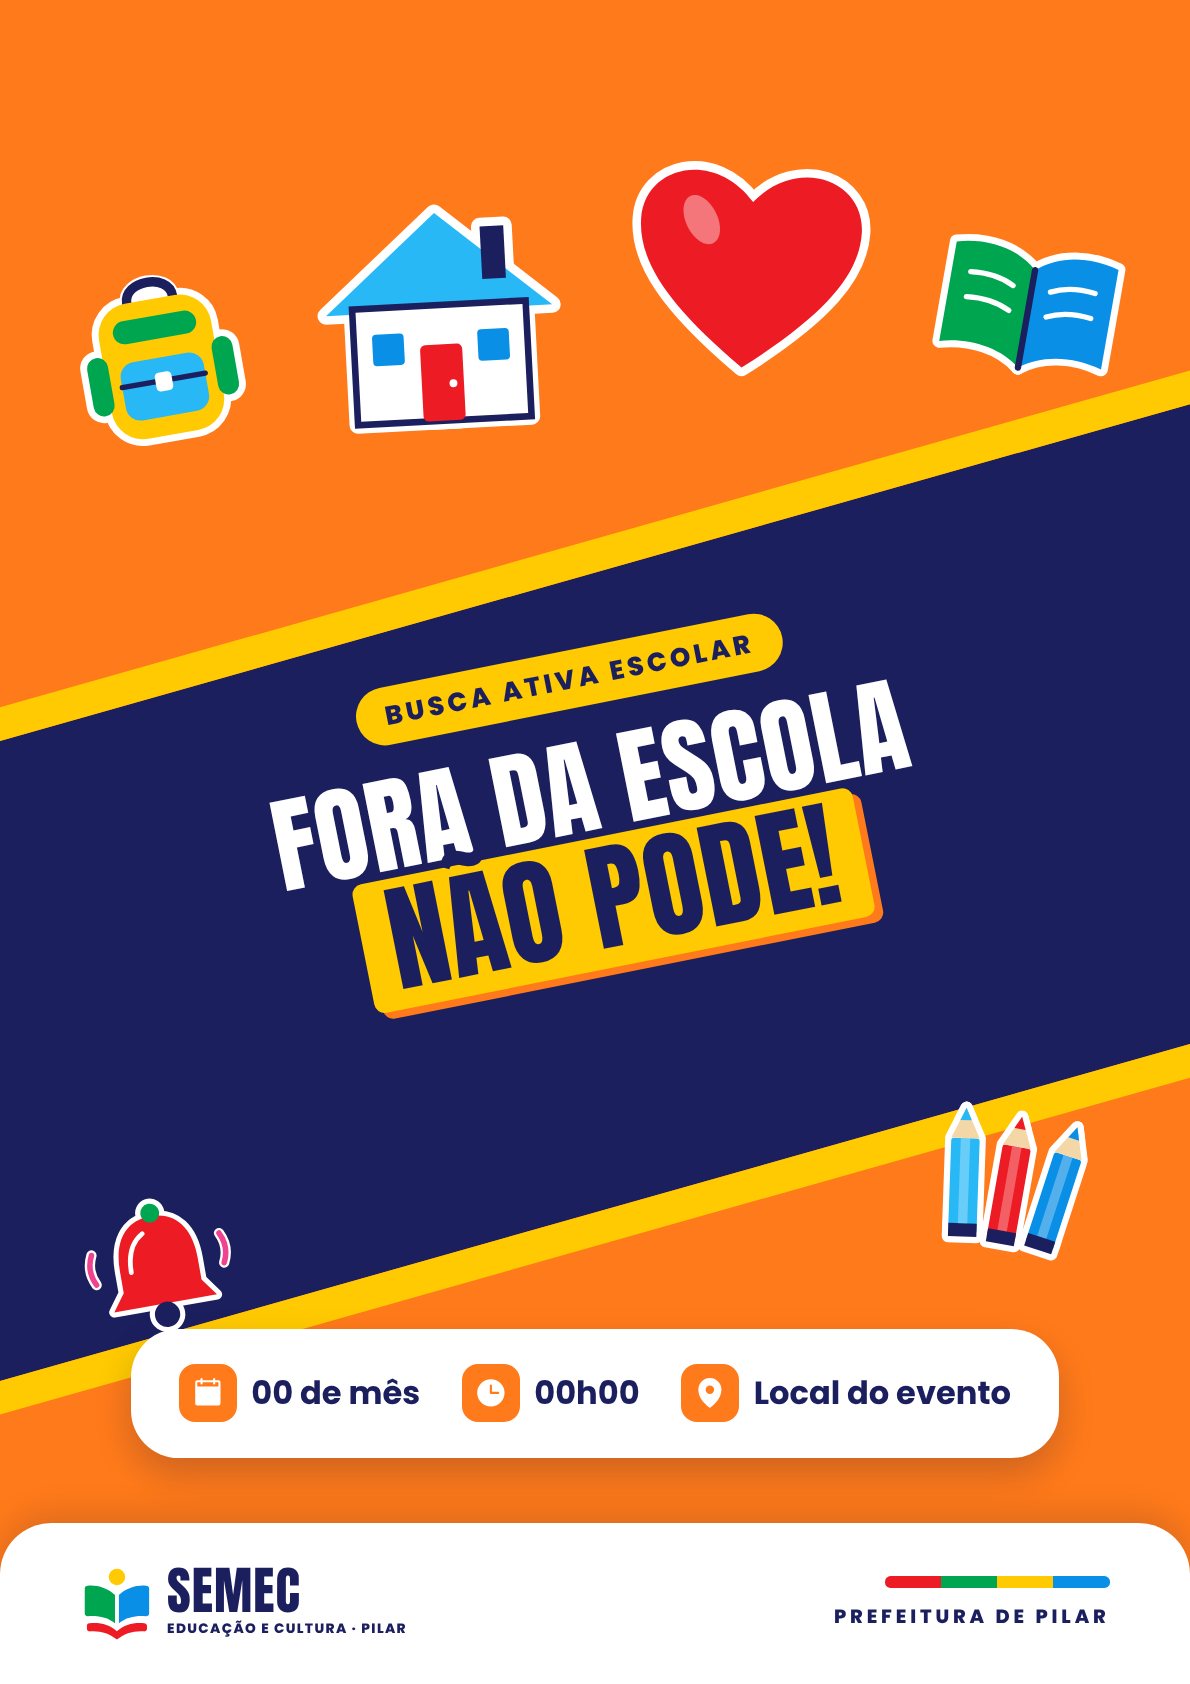 BUSCA ATIVA ESCOLAR
FORA DA ESCOLA
NÃO PODE!
00 de mês
00h00
Local do evento
SEMEC
EDUCAÇÃO E CULTURA · PILAR
PREFEITURA DE PILAR